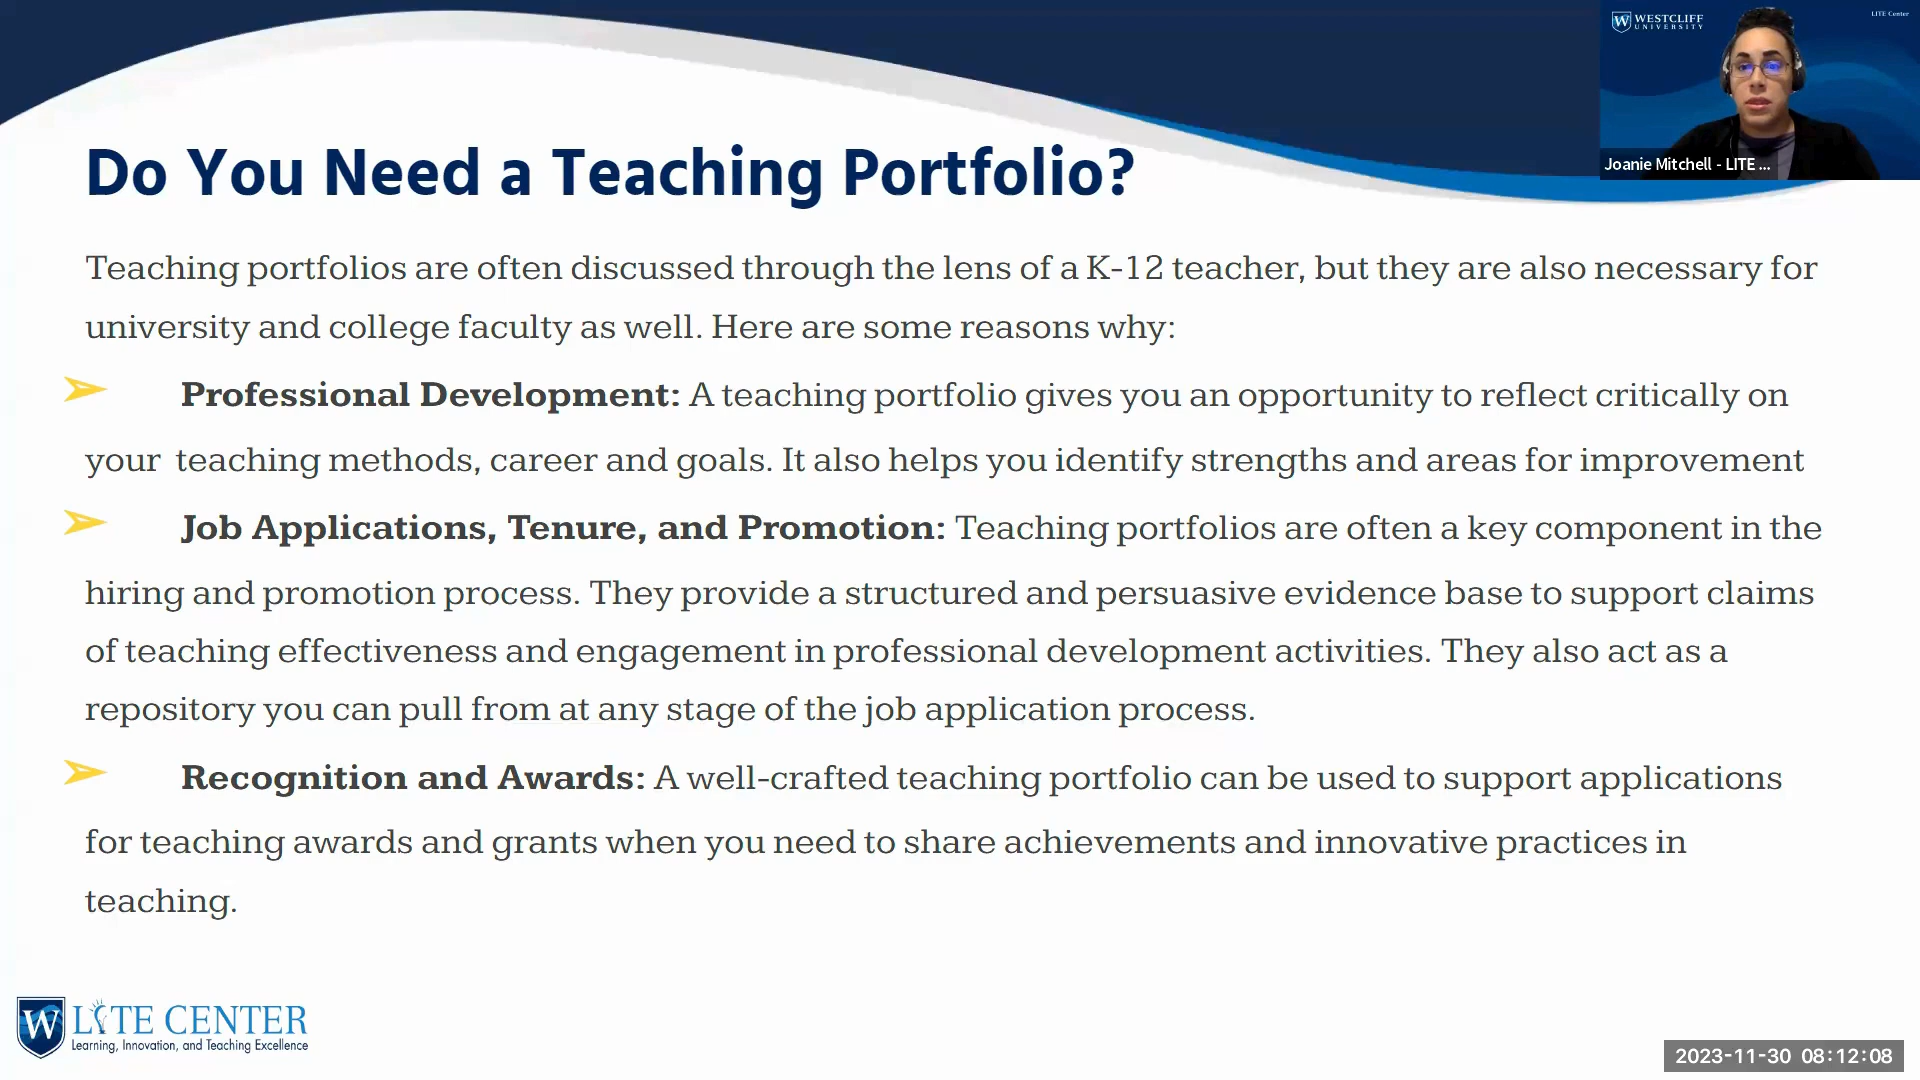 WESTCLIFF
UNIVERSITY
LITE Center
Joanie Mitchell - LITE ...
Do You Need a Teaching Portfolio?
Teaching portfolios are often discussed through the lens of a K-12 teacher, but they are also necessary for
university and college faculty as well. Here are some reasons why:
➢ Professional Development: A teaching portfolio gives you an opportunity to reflect critically on
your teaching methods, career and goals. It also helps you identify strengths and areas for improvement
➢ Job Applications, Tenure, and Promotion: Teaching portfolios are often a key component in the
hiring and promotion process. They provide a structured and persuasive evidence base to support claims
of teaching effectiveness and engagement in professional development activities. They also act as a
repository you can pull from at any stage of the job application process.
➢ Recognition and Awards: A well-crafted teaching portfolio can be used to support applications
for teaching awards and grants when you need to share achievements and innovative practices in
teaching.
W LITE CENTER
Learning, Innovation, and Teaching Excellence
2023-11-30 08:12:08